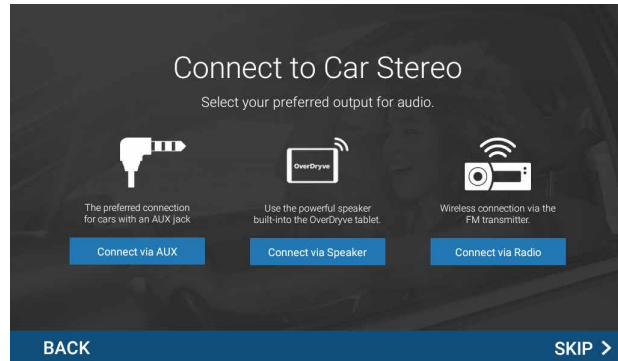 Connect to Car Stereo
Select your preferred output for audio.
OverDryve
The preferred connection
for cars with an AUX jack
Connect via AUX
Use the powerful speaker
built-into the OverDryve tablet.
Connect via Speaker
Wireless connection via the
FM transmitter.
Connect via Radio
BACK
SKIP >